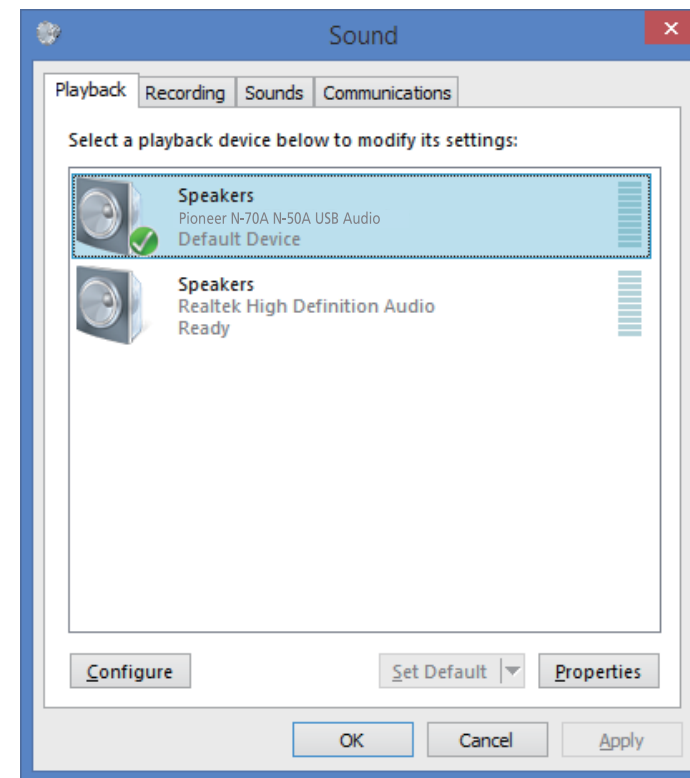 Sound
Playback Recording Sounds Communications
Select a playback device below to modify its settings:
Speakers
Pioneer N-70A N-50A USB Audio
Default Device
Speakers
Realtek High Definition Audio
Ready
Configure Set Default Properties
OK Cancel Apply